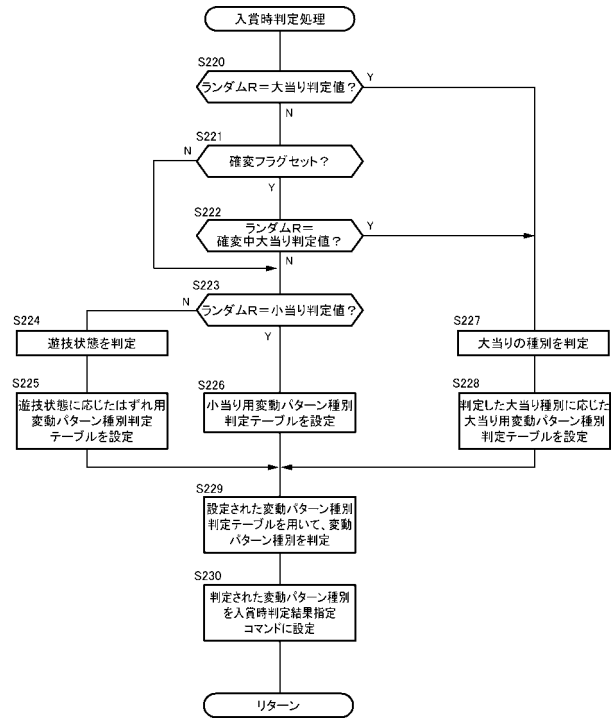 入賞時判定処理
S220
ランダムR=大当り判定値？
Y
N
S221
N
確変フラグセット？
Y
S222
ランダムR=
確変中大当り判定値？
Y
N
S223
N
ランダムR=小当り判定値？
Y
S224
遊技状態を判定
S227
大当りの種別を判定
S225
遊技状態に応じたはずれ用
変動パターン種別判定
テーブルを設定
S226
小当り用変動パターン種別
判定テーブルを設定
S228
判定した大当り種別に応じた
大当り用変動パターン種別
判定テーブルを設定
S229
設定された変動パターン種別
判定テーブルを用いて、変動
パターン種別を判定
S230
判定された変動パターン種別
を入賞時判定結果指定
コマンドに設定
リターン